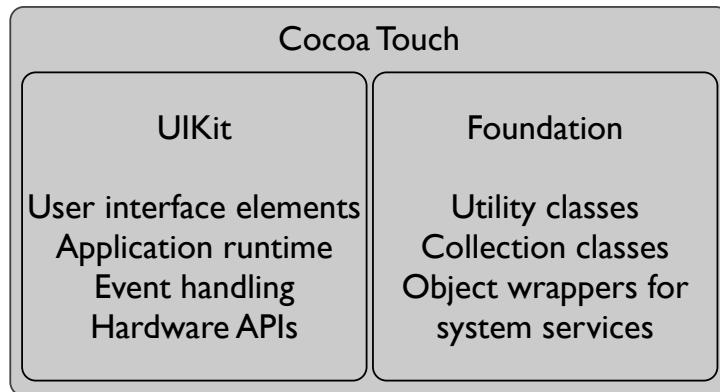 Cocoa Touch
UIKit
User interface elements
Application runtime
Event handling
Hardware APIs
Foundation
Utility classes
Collection classes
Object wrappers for
system services